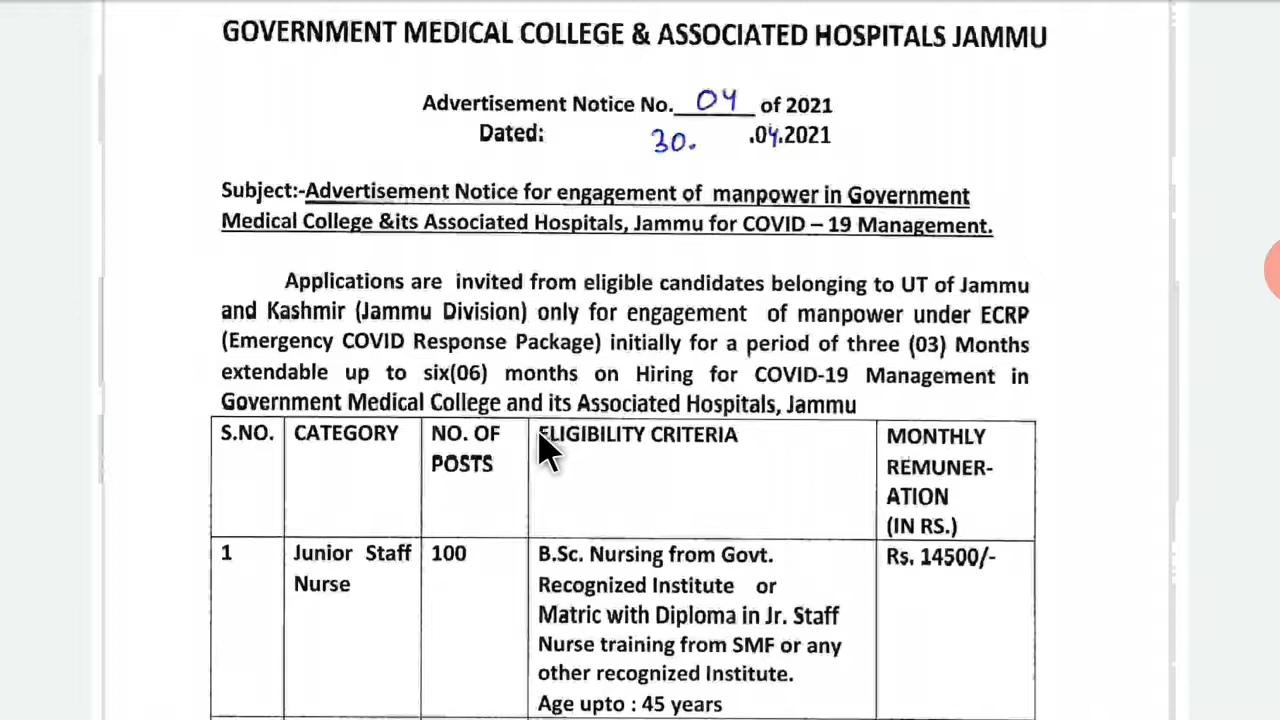 GOVERNMENT MEDICAL COLLEGE & ASSOCIATED HOSPITALS JAMMU
Advertisement Notice No. 04 of 2021
Dated: 30. .04.2021
Subject:-Advertisement Notice for engagement of manpower in Government
Medical College &its Associated Hospitals, Jammu for COVID – 19 Management.
Applications are invited from eligible candidates belonging to UT of Jammu
and Kashmir (Jammu Division) only for engagement of manpower under ECRP
(Emergency COVID Response Package) initially for a period of three (03) Months
extendable up to six(06) months on Hiring for COVID-19 Management in
Government Medical College and its Associated Hospitals, Jammu
S.NO. CATEGORY NO. OF POSTS ELIGIBILITY CRITERIA MONTHLY REMUNER-
ATION
(IN RS.)
1 Junior Staff Nurse 100 B.Sc. Nursing from Govt. Rs. 14500/-
Recognized Institute or
Matric with Diploma in Jr. Staff
Nurse training from SMF or any
other recognized Institute.
Age upto : 45 years